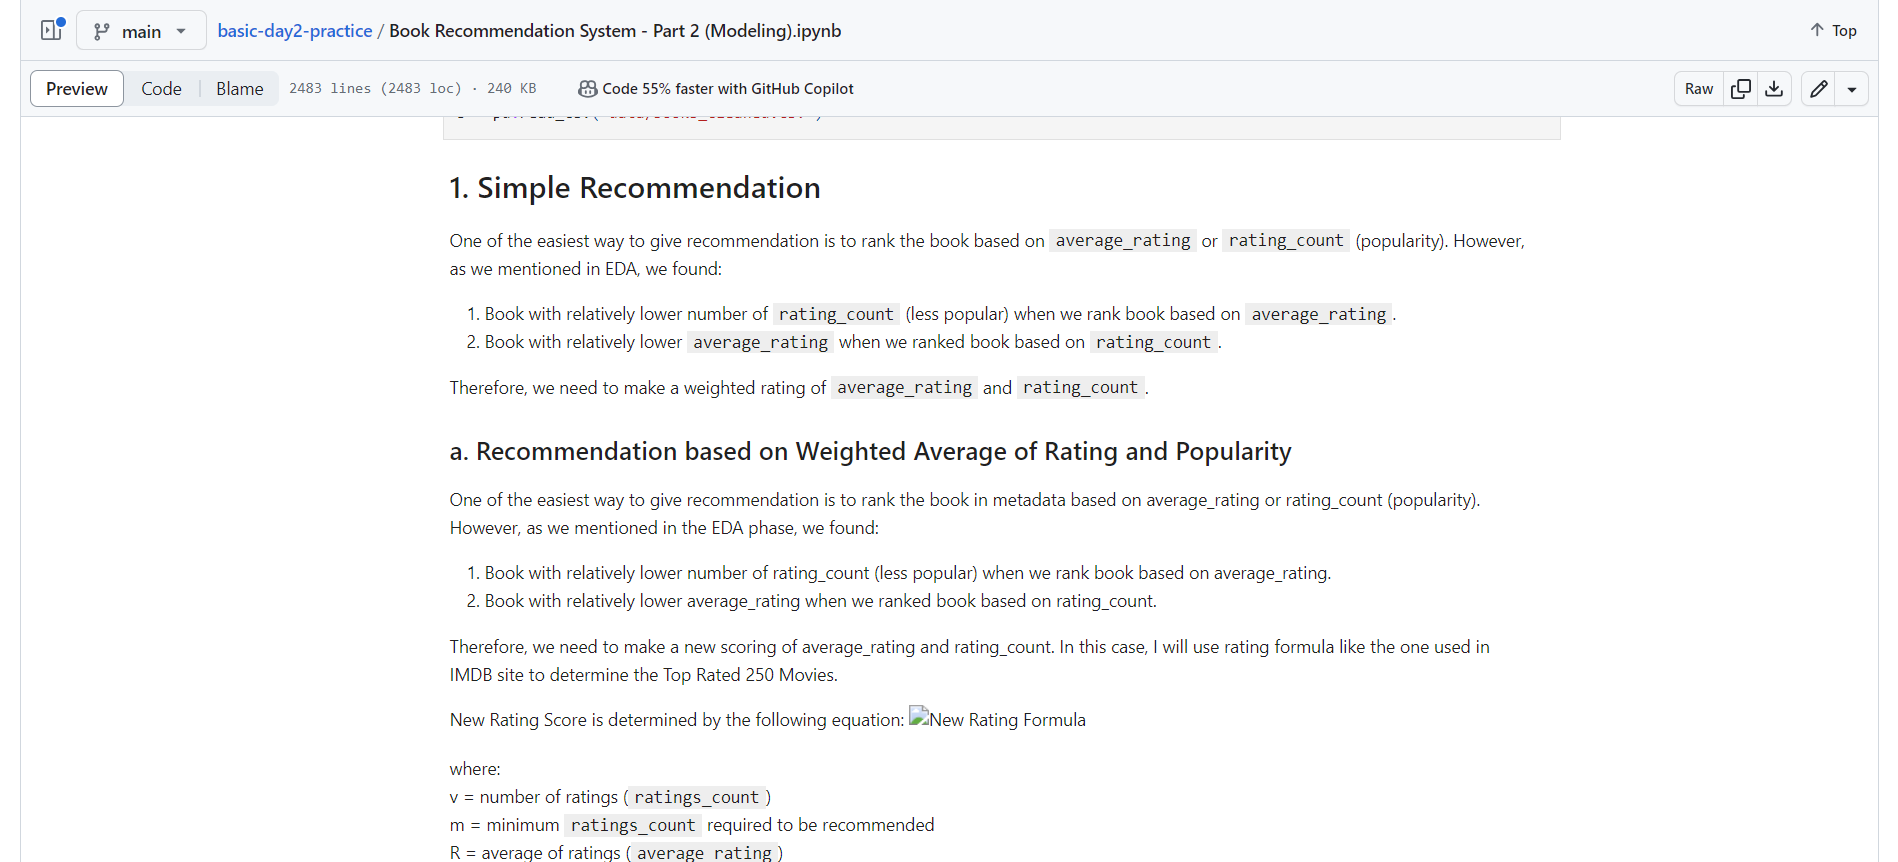 main
basic-day2-practice / Book Recommendation System - Part 2 (Modeling).ipynb
Top
Preview Code Blame 2483 lines (2483 loc) · 240 KB Code 55% faster with GitHub Copilot Raw
1. Simple Recommendation
One of the easiest way to give recommendation is to rank the book based on average_rating or rating_count (popularity). However,
as we mentioned in EDA, we found:
1. Book with relatively lower number of rating_count (less popular) when we rank book based on average_rating.
2. Book with relatively lower average_rating when we ranked book based on rating_count.
Therefore, we need to make a weighted rating of average_rating and rating_count.
a. Recommendation based on Weighted Average of Rating and Popularity
One of the easiest way to give recommendation is to rank the book in metadata based on average_rating or rating_count (popularity).
However, as we mentioned in the EDA phase, we found:
1. Book with relatively lower number of rating_count (less popular) when we rank book based on average_rating.
2. Book with relatively lower average_rating when we ranked book based on rating_count.
Therefore, we need to make a new scoring of average_rating and rating_count. In this case, I will use rating formula like the one used in
IMDB site to determine the Top Rated 250 Movies.
New Rating Score is determined by the following equation: New Rating Formula
where:
v = number of ratings ( ratings_count )
m = minimum ratings_count required to be recommended
R = average of ratings ( average_rating )